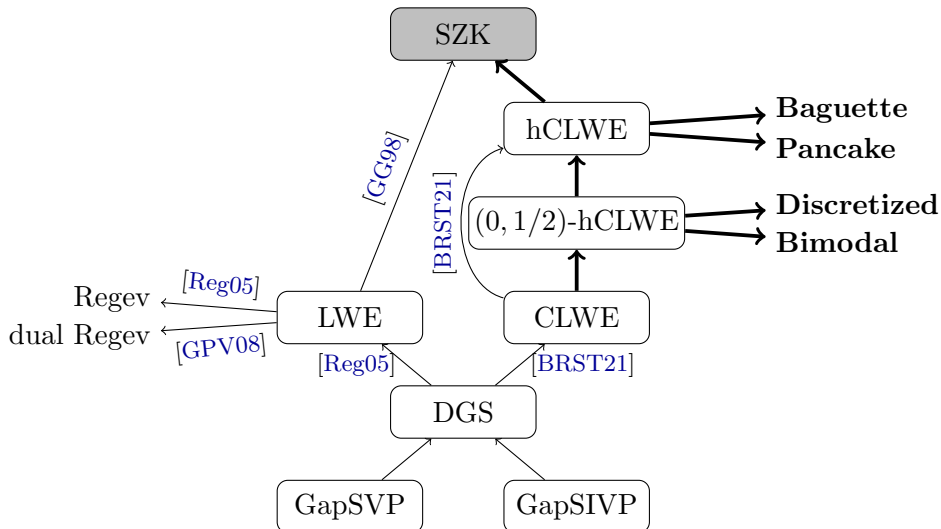 SZK
Baguette
hCLWE
Pancake
[GG98]
[BRST21]
Discretized
(0, 1/2)-hCLWE
Bimodal
[Reg05]
Regev
LWE
CLWE
dual Regev
[GPV08]
[Reg05]
[BRST21]
DGS
GapSVP
GapSIVP